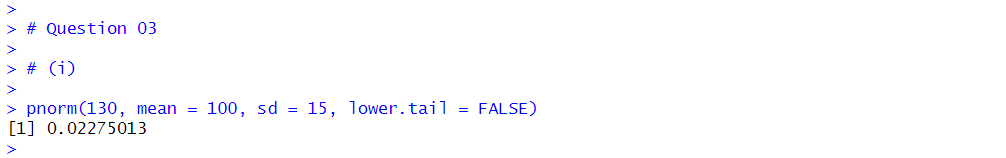 >
> # Question 03
>
> # (i)
>
> pnorm(130, mean = 100, sd = 15, lower.tail = FALSE)
[1] 0.02275013
>